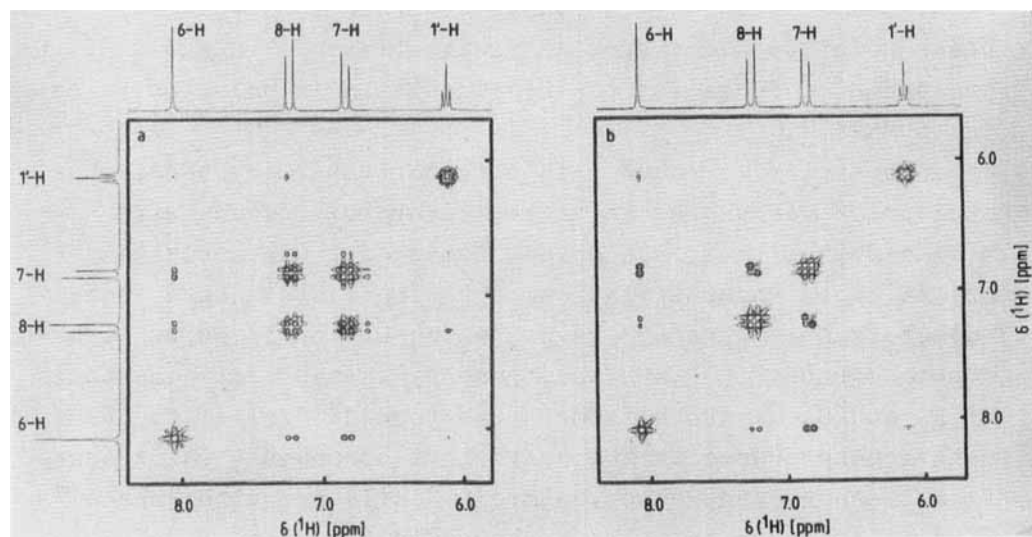 6-H 8-H 7-H 1'-H
a
1'-H
7-H
8-H
6-H
8.0 7.0 6.0
δ (¹H) [ppm]
6-H 8-H 7-H 1'-H
b
6.0
7.0
8.0
δ (¹H) [ppm]
8.0 7.0 6.0
δ (¹H) [ppm]